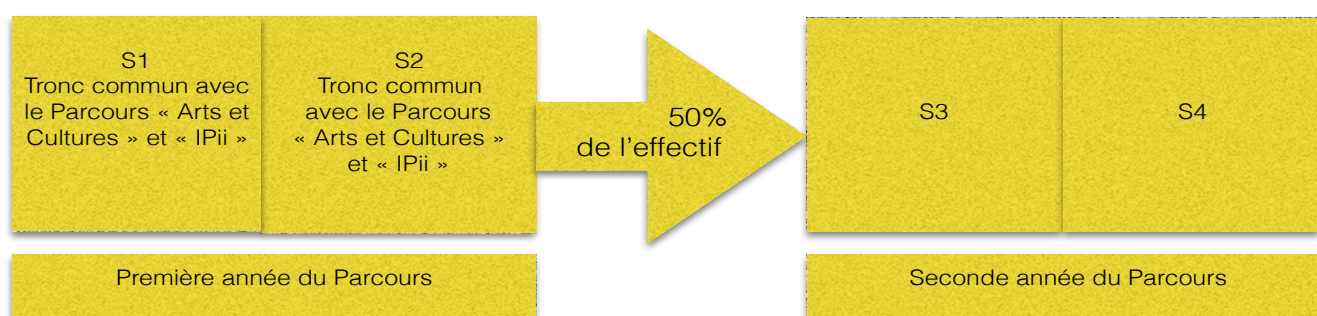 S1
Tronc commun avec
le Parcours « Arts et
Cultures » et « IPii »
S2
Tronc commun
avec le Parcours
« Arts et Cultures »
et « IPii »
50%
de l'effectif
S3
S4
Première année du Parcours
Seconde année du Parcours